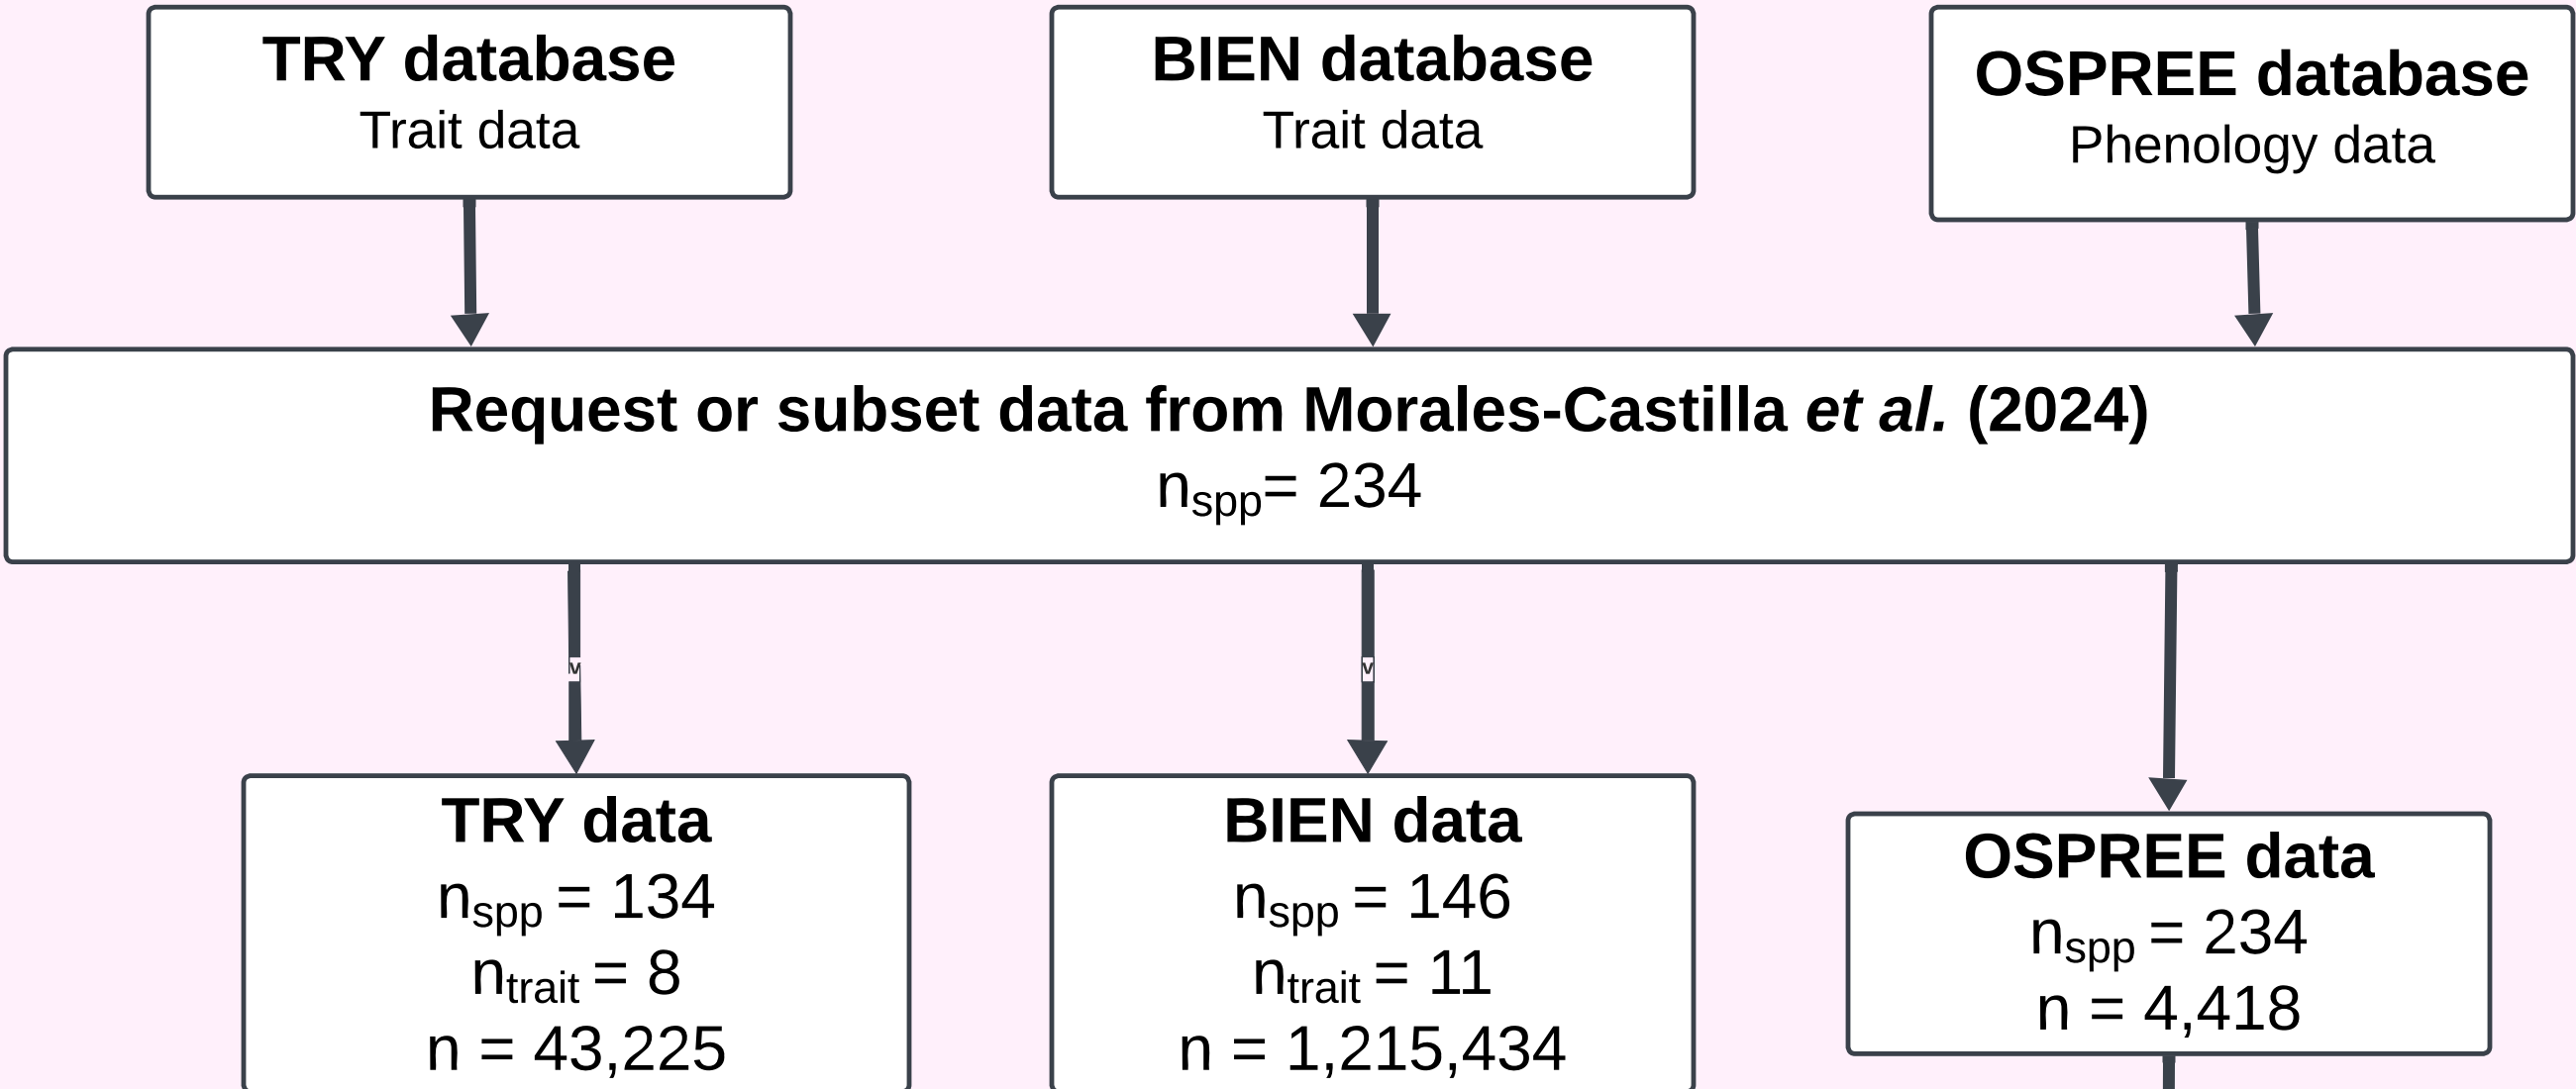 TRY database
Trait data
BIEN database
Trait data
OSPREE database
Phenology data
Request or subset data from Morales-Castilla et al. (2024)
nspp= 234
v
v
TRY data
nspp = 134
ntrait = 8
n = 43,225
BIEN data
nspp = 146
ntrait = 11
n = 1,215,434
OSPREE data
nspp = 234
n = 4,418